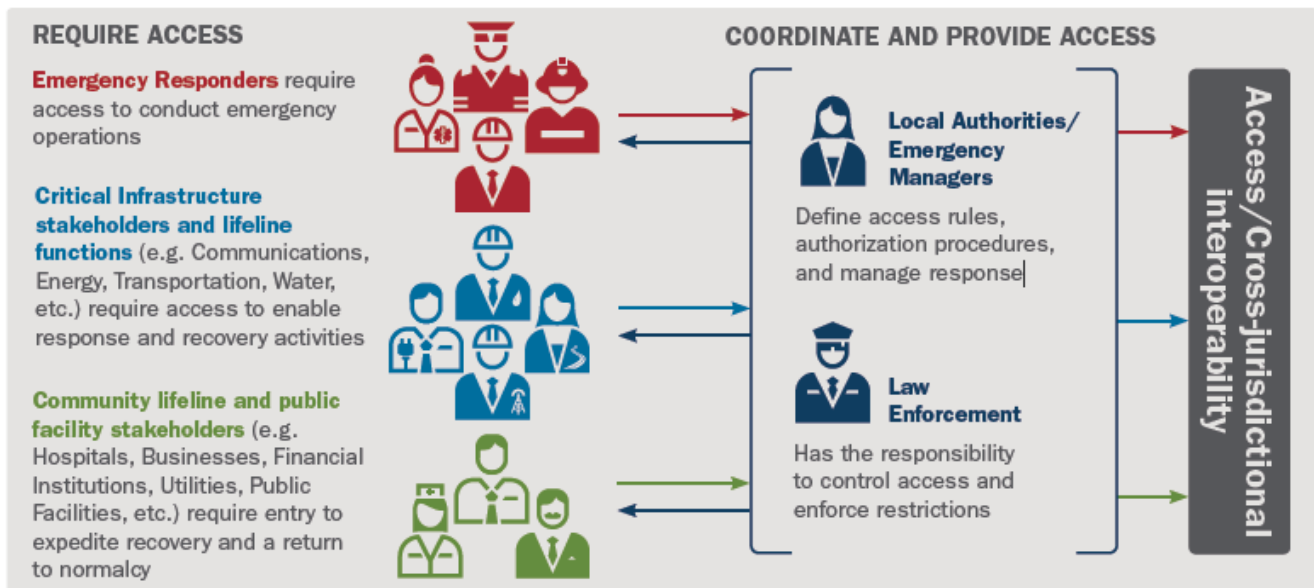 REQUIRE ACCESS
Emergency Responders require
access to conduct emergency
operations
Critical Infrastructure
stakeholders and lifeline
functions (e.g. Communications,
Energy, Transportation, Water,
etc.) require access to enable
response and recovery activities
Community lifeline and public
facility stakeholders (e.g.
Hospitals, Businesses, Financial
Institutions, Utilities, Public
Facilities, etc.) require entry to
expedite recovery and a return
to normalcy
COORDINATE AND PROVIDE ACCESS
Local Authorities/
Emergency
Managers
Define access rules,
authorization procedures,
and manage response
Law
Enforcement
Has the responsibility
to control access and
enforce restrictions
Access/Cross-jurisdictional
interoperability